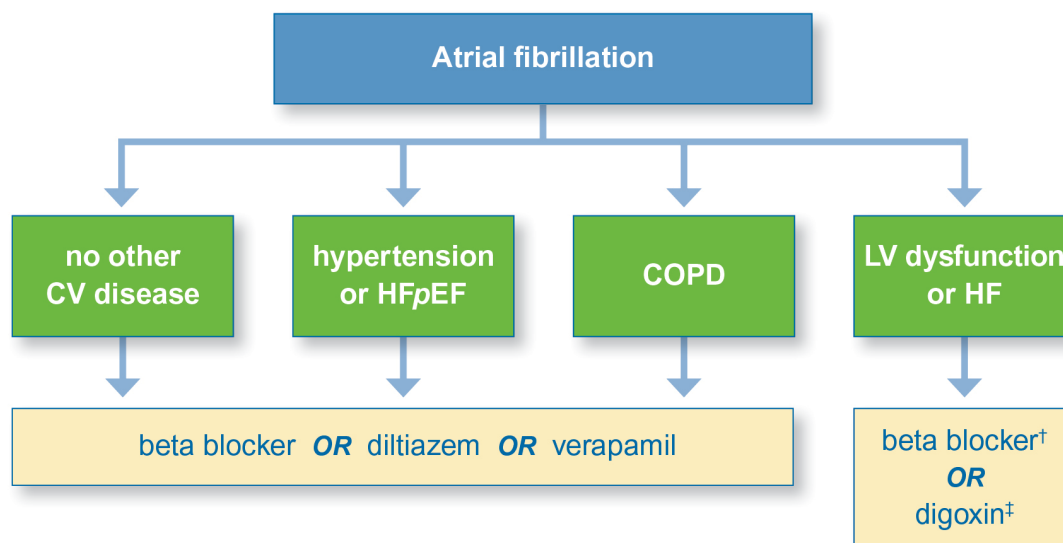 Atrial fibrillation
no other
CV disease
hypertension
or HFpEF
COPD
LV dysfunction
or HF
beta blocker OR diltiazem OR verapamil
beta blocker†
OR
digoxin‡